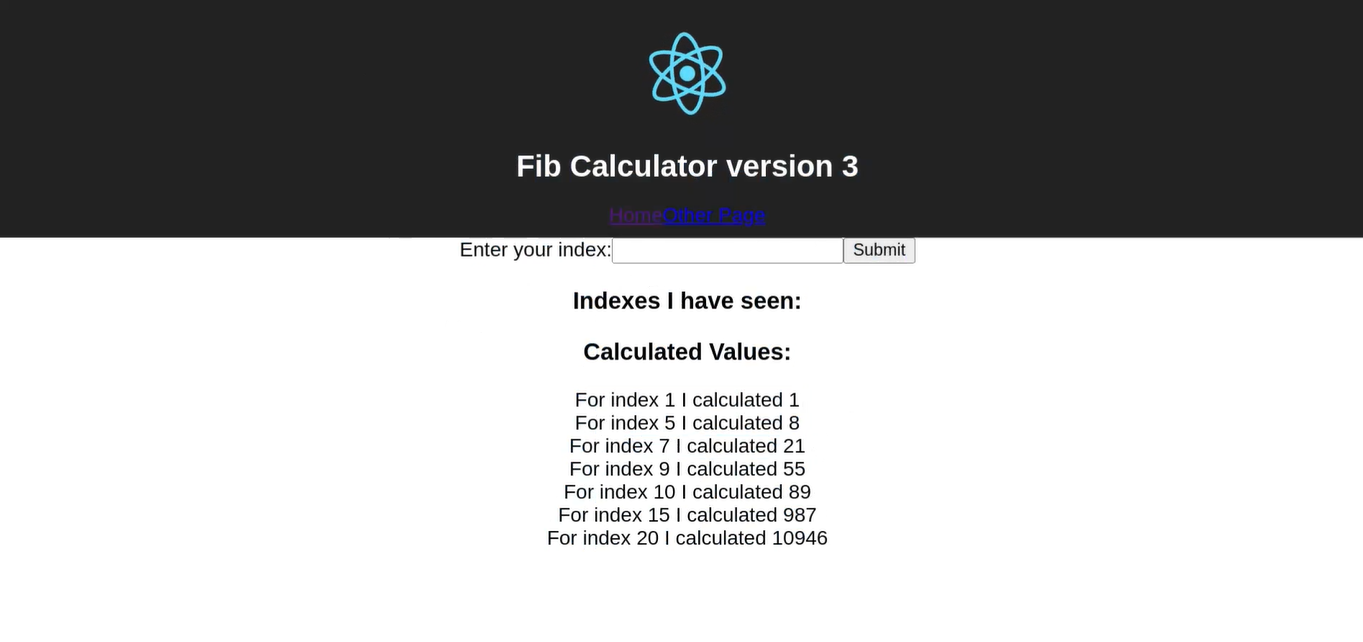 Fib Calculator version 3
HomeOther Page
Enter your index: Submit
Indexes I have seen:
Calculated Values:
For index 1 I calculated 1
For index 5 I calculated 8
For index 7 I calculated 21
For index 9 I calculated 55
For index 10 I calculated 89
For index 15 I calculated 987
For index 20 I calculated 10946